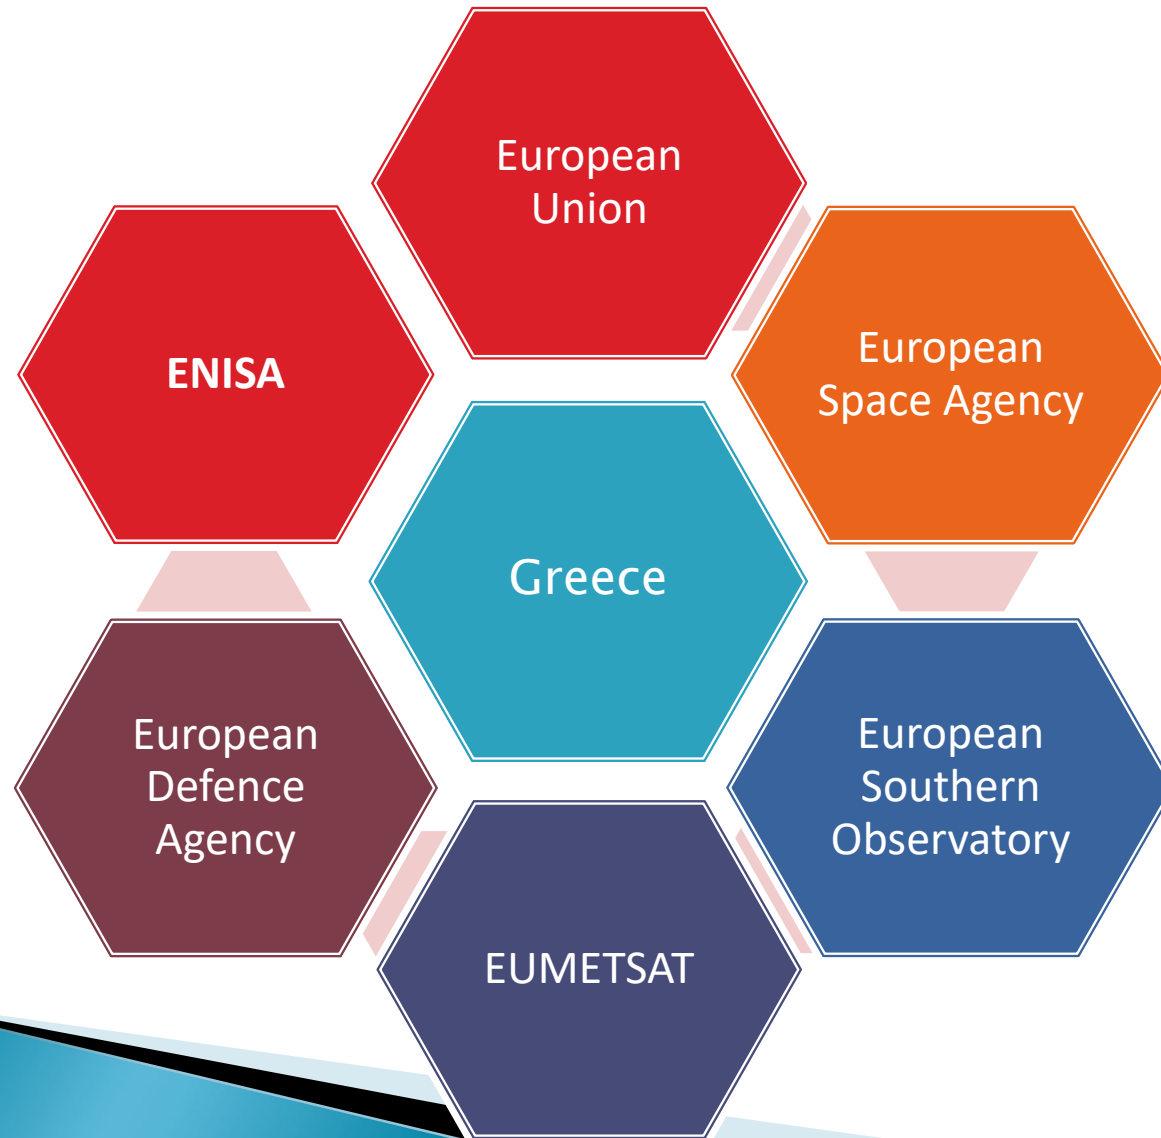 European
Union
European
Space Agency
ENISA
Greece
European
Southern
Observatory
European
Defence
Agency
EUMETSAT